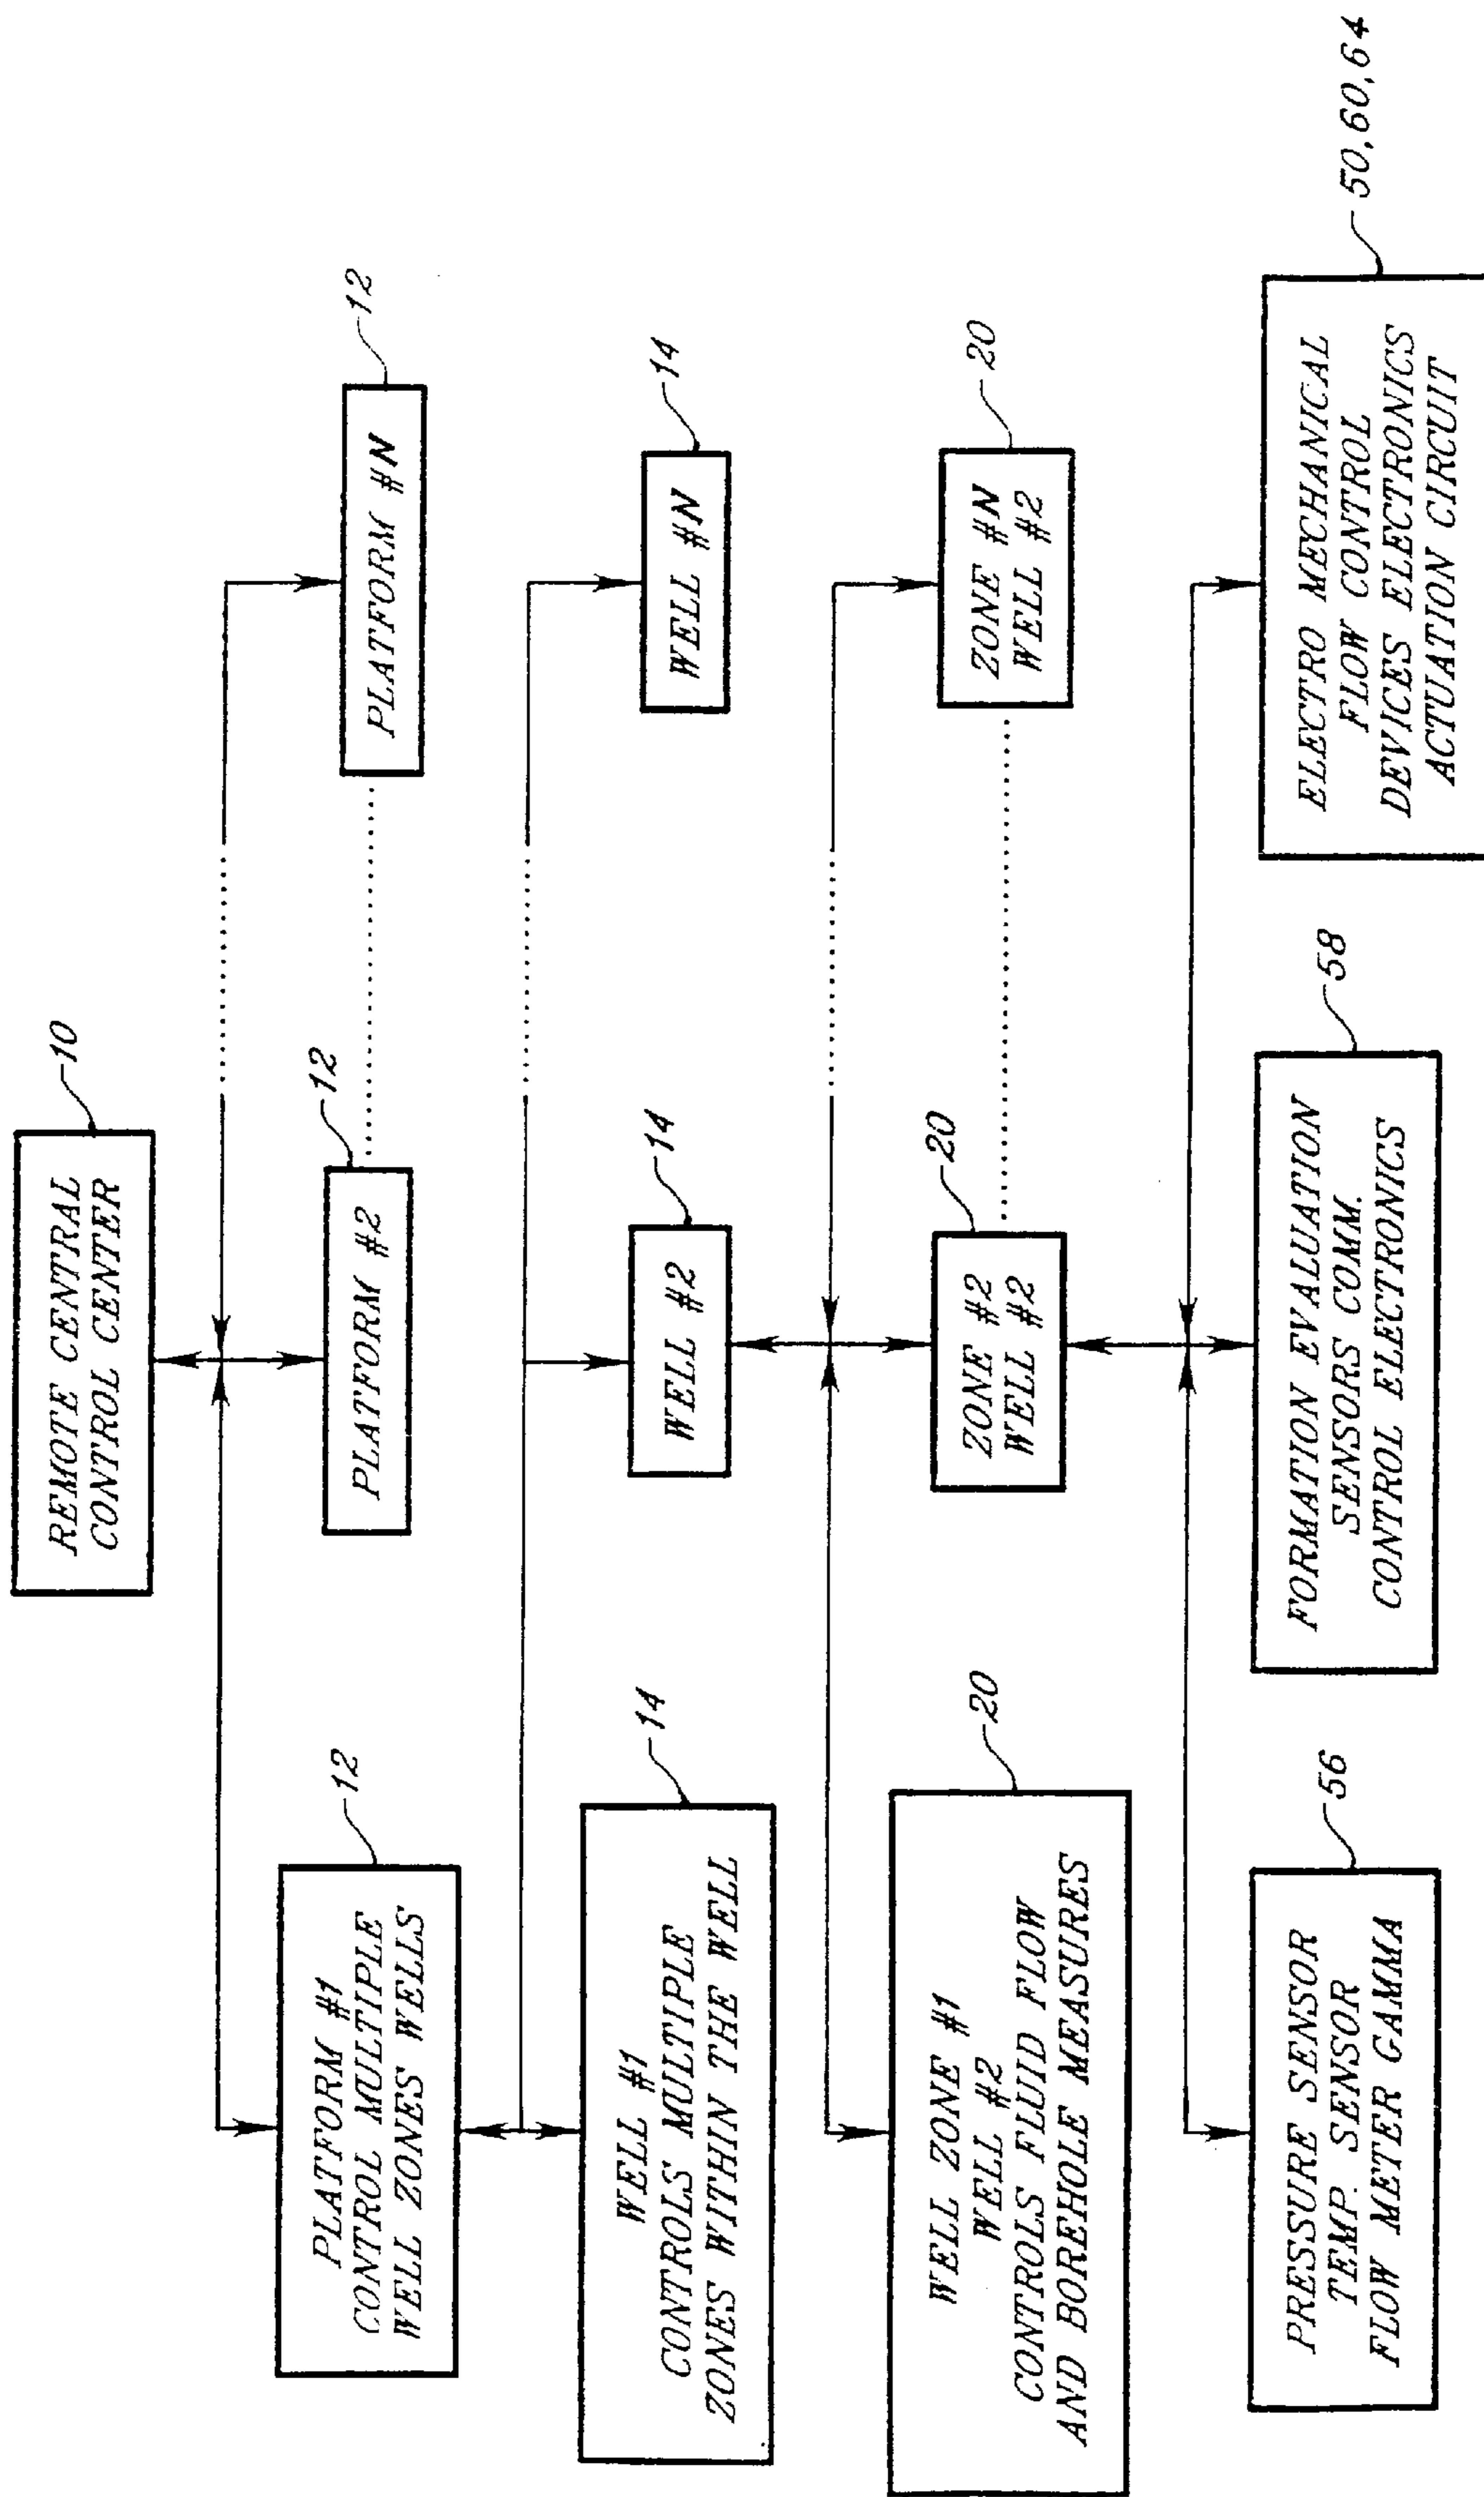 REMOTE CENTRAL
CONTROL CENTER
10
PLATFORM #1
CONTROL MULTIPLE
WELL ZONES WELLS
12
PLATFORM #2
12
PLATFORM #N
12
WELL #1
CONTROLS MULTIPLE
ZONES WITHIN THE WELL
14
WELL #2
14
WELL #N
14
WELL ZONE #1
WELL #2
CONTROLS FLUID FLOW
AND BOREHOLE MEASURES
20
ZONE #2
WELL #2
20
ZONE #N
WELL #2
20
PRESSURE SENSOR
TEMP. SENSOR
FLOW METER GAMMA
56
FORMATION EVALUATION
SENSORS COMM.
CONTROL ELECTRONICS
58
ELECTRO MECHANICAL
FLOW CONTROL
DEVICES ELECTRONICS
ACTUATION CIRCUIT
50,60,64